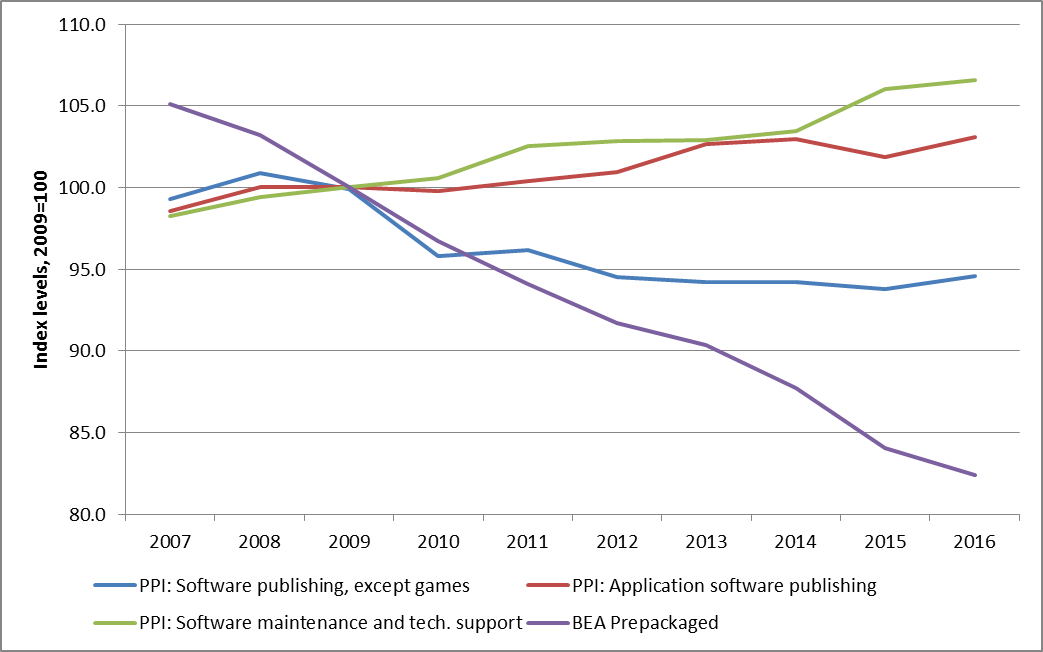 110.0
105.0
100.0
95.0
90.0
85.0
80.0
Index levels, 2009=100
2007 2008 2009 2010 2011 2012 2013 2014 2015 2016
PPI: Software publishing, except games PPI: Application software publishing
PPI: Software maintenance and tech. support BEA Prepackaged